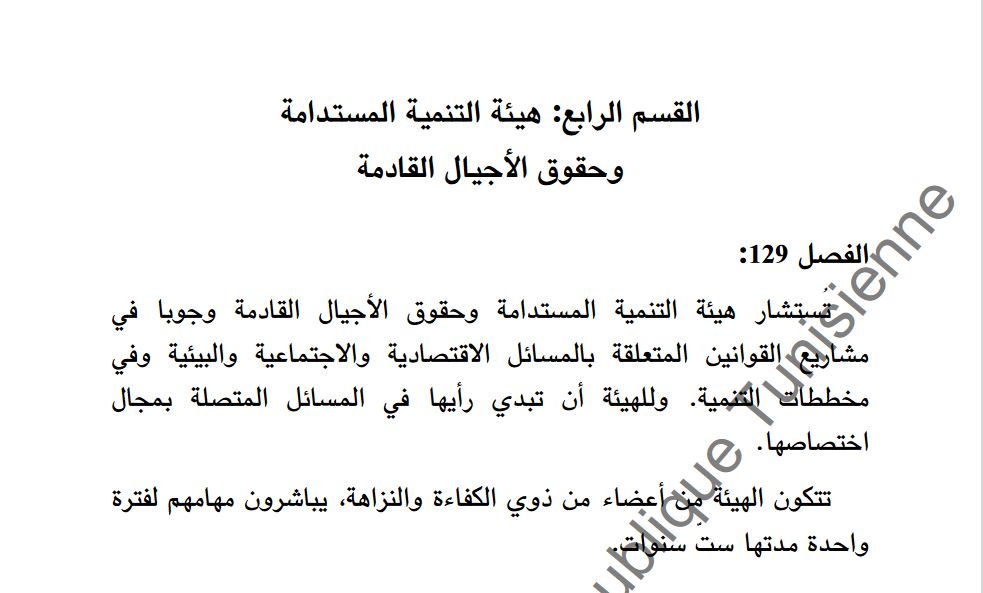 القسم الرابع: هيئة التنمية المستدامة
وحقوق الأجيال القادمة
الفصل 129:
تُستشار هيئة التنمية المستدامة وحقوق الأجيال القادمة وجوبا في
مشاريع القوانين المتعلقة بالمسائل الاقتصادية والاجتماعية والبيئية وفي
مخططات التنمية. وللهيئة أن تبدي رأيها في المسائل المتصلة بمجال
اختصاصها.
تتكون الهيئة من أعضاء من ذوي الكفاءة والنزاهة، يباشرون مهامهم لفترة
واحدة مدتها ستّ سنوات.
ublique Tunisienne